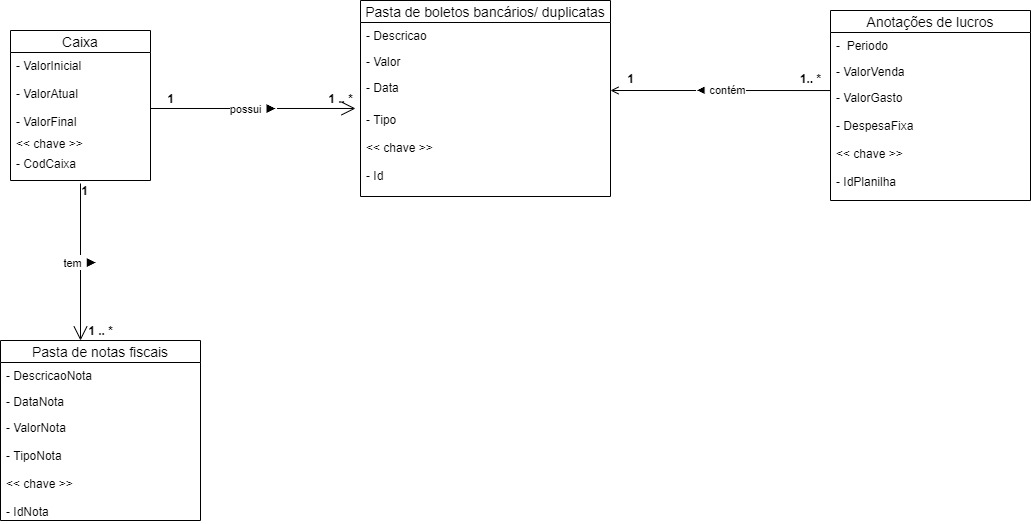 Caixa
- ValorInicial
- ValorAtual
- ValorFinal
<< chave >>
- CodCaixa
1
possui ►
1 .. *
Pasta de boletos bancários/ duplicatas
- Descricao
- Valor
- Data
- Tipo
<< chave >>
- Id
1
◄ contém
1.. *
Anotações de lucros
- Periodo
- ValorVenda
- ValorGasto
- DespesaFixa
<< chave >>
- IdPlanilha
1
tem ►
1 .. *
Pasta de notas fiscais
- DescricaoNota
- DataNota
- ValorNota
- TipoNota
<< chave >>
- IdNota